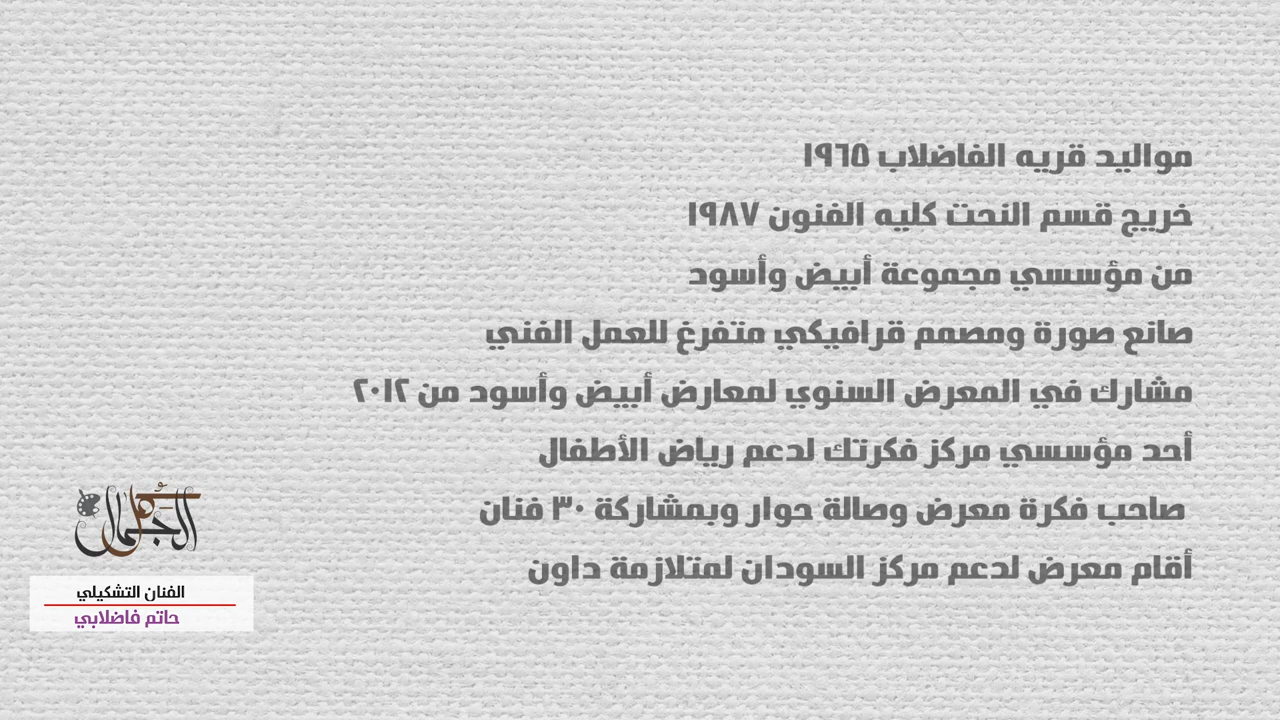 مواليد قريه الفاضلاب ١٩٦٥
خريج قسم النحت كليه الفنون ١٩٨٧
من مؤسسي مجموعة أبيض وأسود
صانع صورة ومصمم قرافيكي متفرغ للعمل الفني
مشارك في المعرض السنوي لمعارض أبيض وأسود من ٢٠١٢
أحد مؤسسي مركز فكرتك لدعم رياض الأطفال
صاحب فكرة معرض وصالة حوار وبمشاركة ٣٠ فنان
أقام معرض لدعم مركز السودان لمتلازمة داون
الجمال
الفنان التشكيلي
حاتم فاضلابي